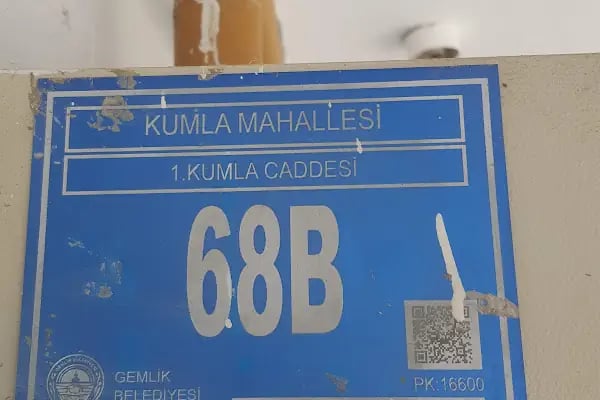 KUMLA MAHALLESİ
1.KUMLA CADDESİ
68B
PK:16600
GEMLİK
BELEDİYESİ